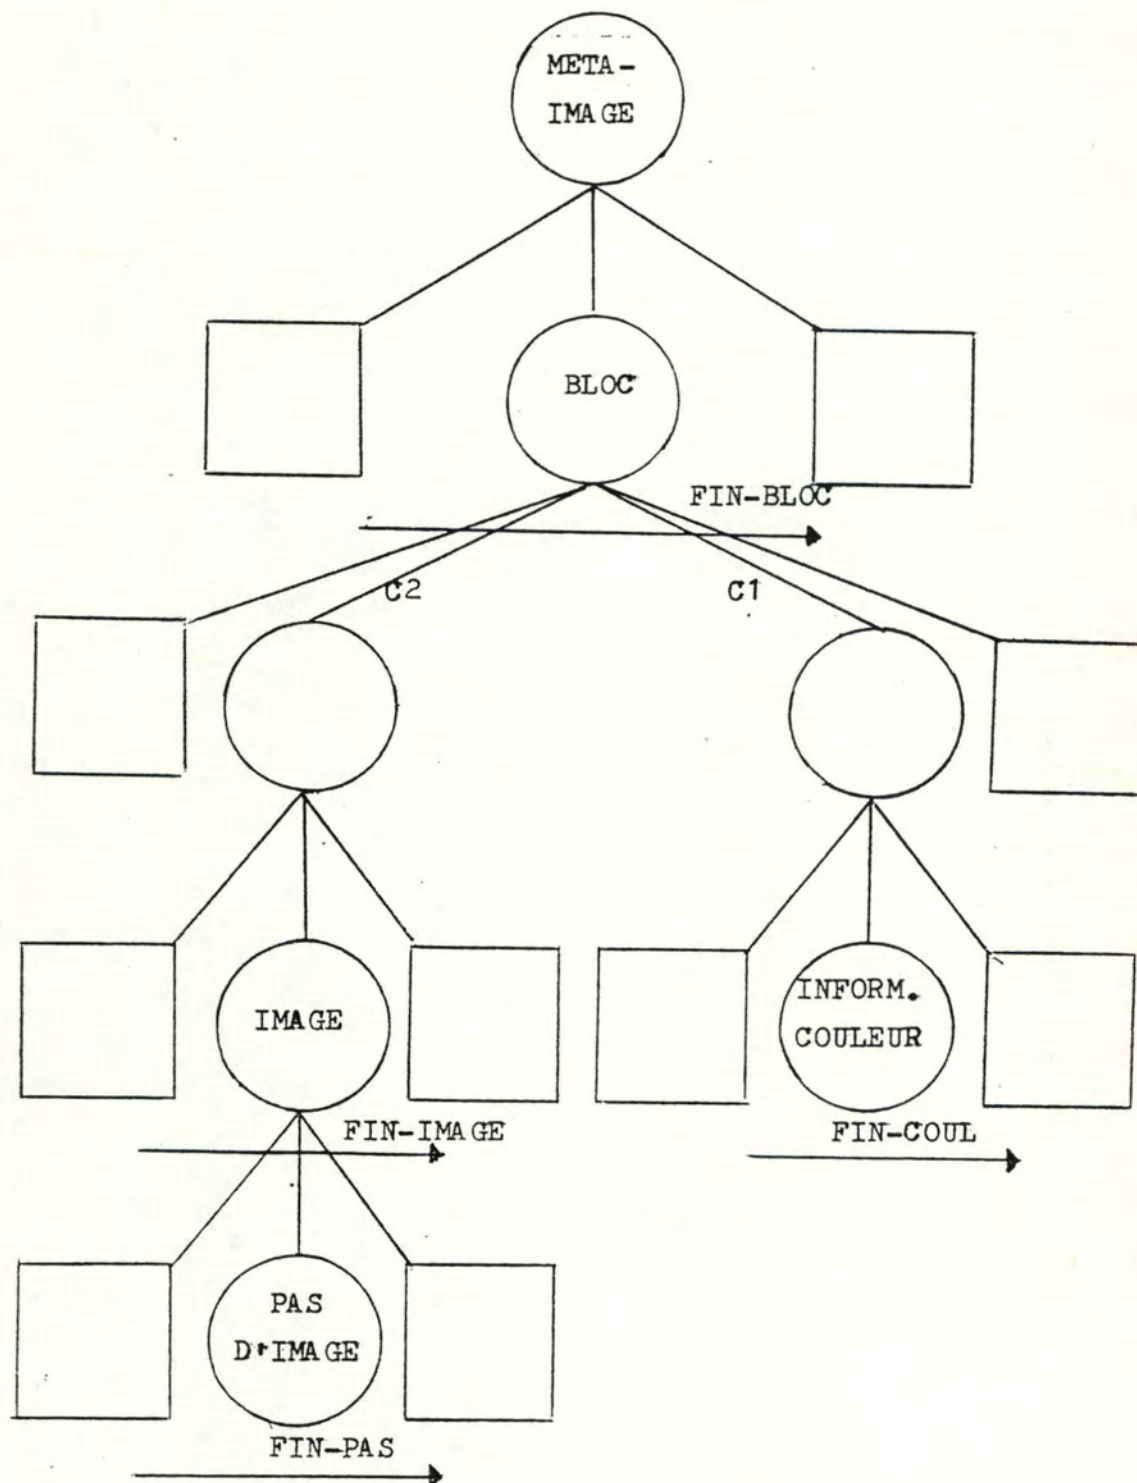 META-
IMAGE
BLOC
FIN-BLOC
C2
C1
IMAGE
INFORM.
COULEUR
FIN-IMAGE
FIN-COUL
PAS
D'IMAGE
FIN-PAS